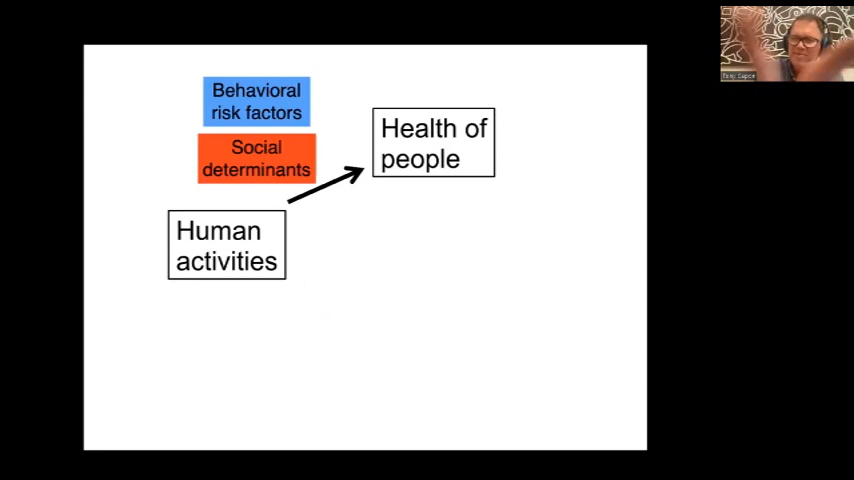 Behavioral
risk factors
Social
determinants
Health of
people
Human
activities